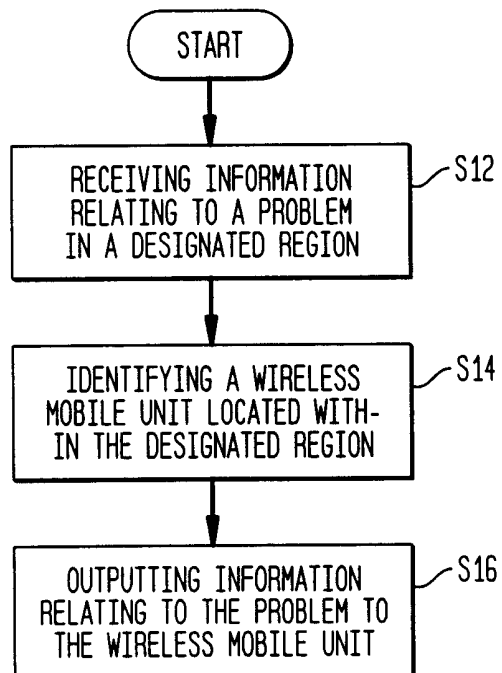 START
RECEIVING INFORMATION
RELATING TO A PROBLEM
IN A DESIGNATED REGION
S12
IDENTIFYING A WIRELESS
MOBILE UNIT LOCATED WITH-
IN THE DESIGNATED REGION
S14
OUTPUTTING INFORMATION
RELATING TO THE PROBLEM TO
THE WIRELESS MOBILE UNIT
S16